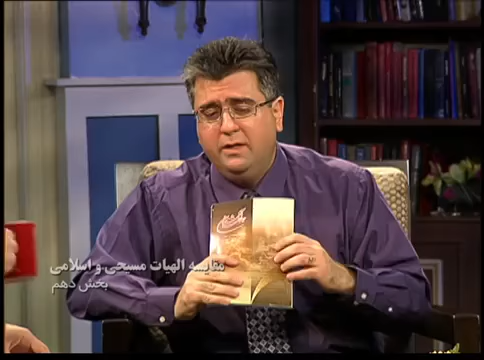 مقایسه الهیات مسیحی و اسلامی
بخش دهم